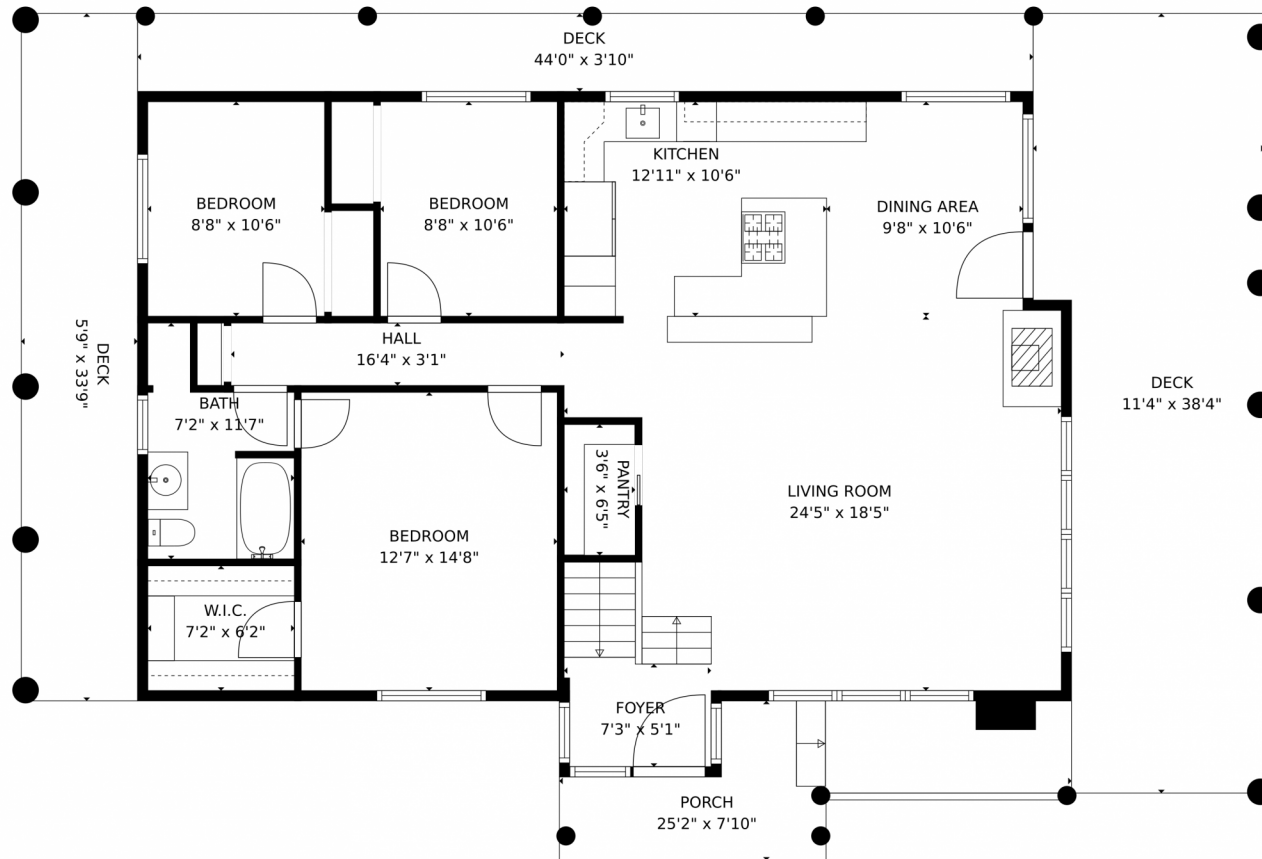 DECK
44'0" x 3'10"
KITCHEN
12'11" x 10'6"
BEDROOM
8'8" x 10'6"
BEDROOM
8'8" x 10'6"
DINING AREA
9'8" x 10'6"
DECK
5'9" x 33'9"
HALL
16'4" x 3'1"
DECK
11'4" x 38'4"
BATH
7'2" x 11'7"
PANTRY
3'6" x 6'5"
LIVING ROOM
24'5" x 18'5"
BEDROOM
12'7" x 14'8"
W.I.C.
7'2" x 6'2"
FOYER
7'3" x 5'1"
PORCH
25'2" x 7'10"